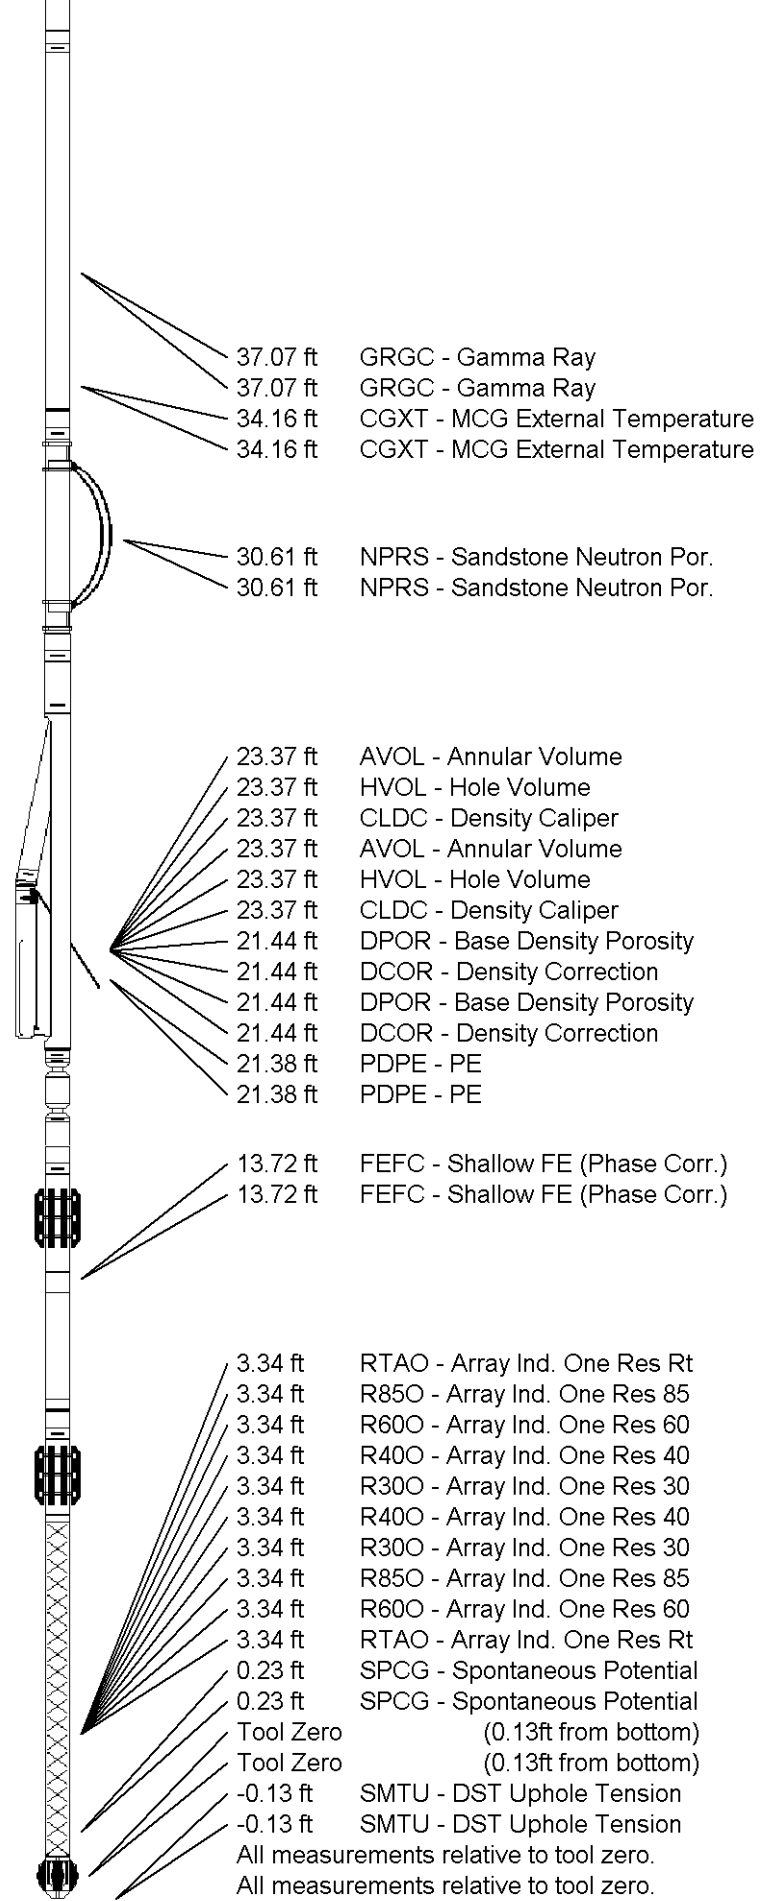 37.07 ft GRGC - Gamma Ray
37.07 ft GRGC - Gamma Ray
34.16 ft CGXT - MCG External Temperature
34.16 ft CGXT - MCG External Temperature
30.61 ft NPRS - Sandstone Neutron Por.
30.61 ft NPRS - Sandstone Neutron Por.
23.37 ft AVOL - Annular Volume
23.37 ft HVOL - Hole Volume
23.37 ft CLDC - Density Caliper
23.37 ft AVOL - Annular Volume
23.37 ft HVOL - Hole Volume
23.37 ft CLDC - Density Caliper
21.44 ft DPOR - Base Density Porosity
21.44 ft DCOR - Density Correction
21.44 ft DPOR - Base Density Porosity
21.44 ft DCOR - Density Correction
21.38 ft PDPE - PE
21.38 ft PDPE - PE
13.72 ft FEFC - Shallow FE (Phase Corr.)
13.72 ft FEFC - Shallow FE (Phase Corr.)
3.34 ft RTAO - Array Ind. One Res Rt
3.34 ft R85O - Array Ind. One Res 85
3.34 ft R60O - Array Ind. One Res 60
3.34 ft R40O - Array Ind. One Res 40
3.34 ft R30O - Array Ind. One Res 30
3.34 ft R40O - Array Ind. One Res 40
3.34 ft R30O - Array Ind. One Res 30
3.34 ft R85O - Array Ind. One Res 85
3.34 ft R60O - Array Ind. One Res 60
3.34 ft RTAO - Array Ind. One Res Rt
0.23 ft SPCG - Spontaneous Potential
0.23 ft SPCG - Spontaneous Potential
Tool Zero (0.13ft from bottom)
Tool Zero (0.13ft from bottom)
-0.13 ft SMTU - DST Uphole Tension
-0.13 ft SMTU - DST Uphole Tension
All measurements relative to tool zero.
All measurements relative to tool zero.